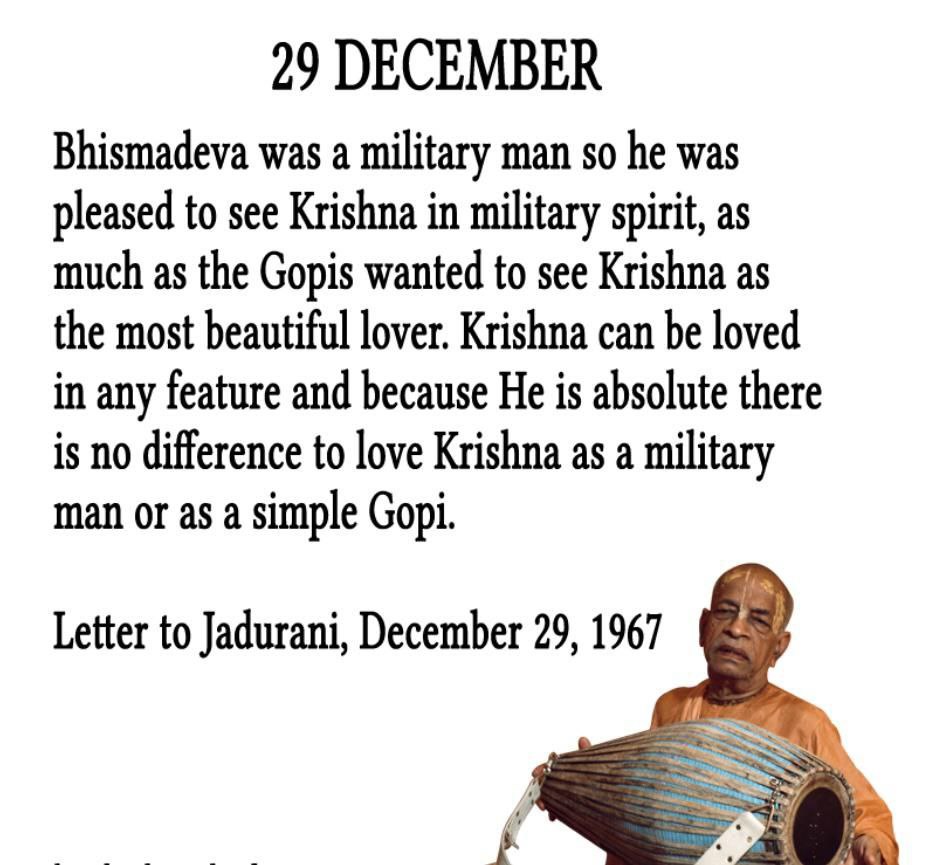 29 DECEMBER
Bhismadeva was a military man so he was
pleased to see Krishna in military spirit, as
much as the Gopis wanted to see Krishna as
the most beautiful lover. Krishna can be loved
in any feature and because He is absolute there
is no difference to love Krishna as a military
man or as a simple Gopi.
Letter to Jadurani, December 29, 1967